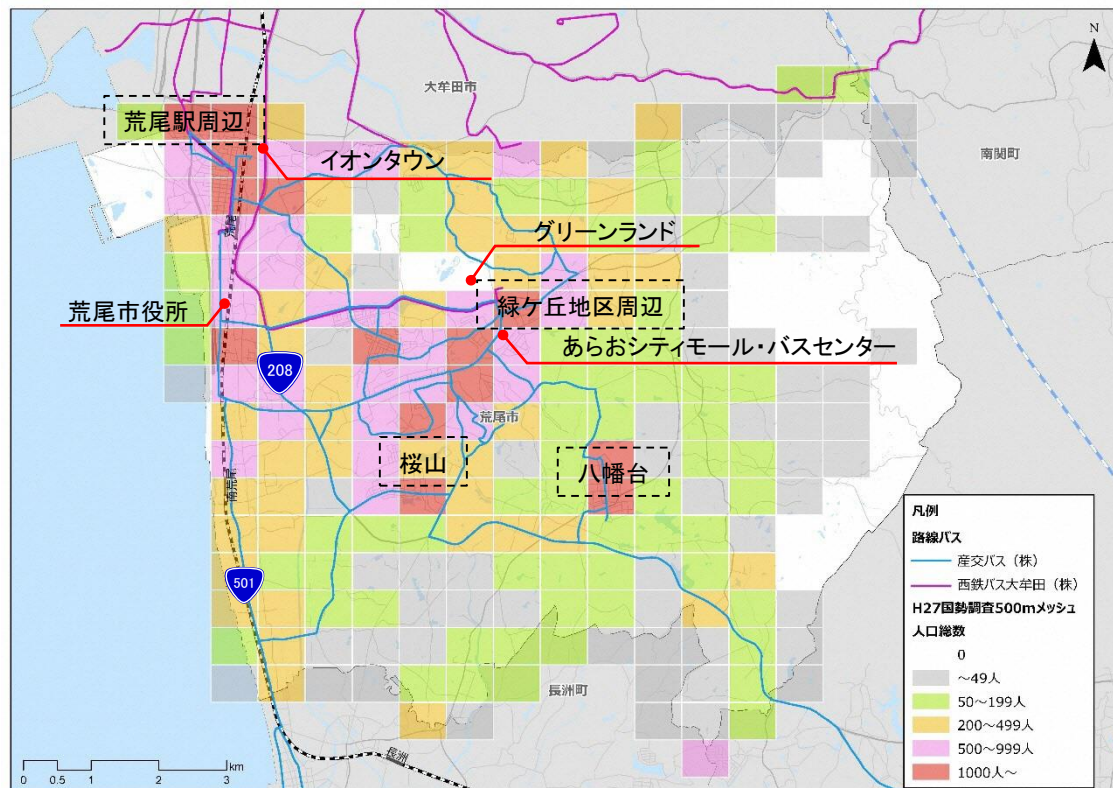 N
大牟田市
荒尾駅周辺
イオンタウン
南関町
荒尾
グリーンランド
荒尾市役所
緑ケ丘地区周辺
あらおシティモール・バスセンター
208
荒尾市
桜山
八幡台
南荒尾
501
長洲町
長洲
0 0.5 1 2 3 km
凡例
路線バス
産交バス（株）
西鉄バス大牟田（株）
H27国勢調査500mメッシュ
人口総数
0
～49人
50～199人
200～499人
500～999人
1000人～